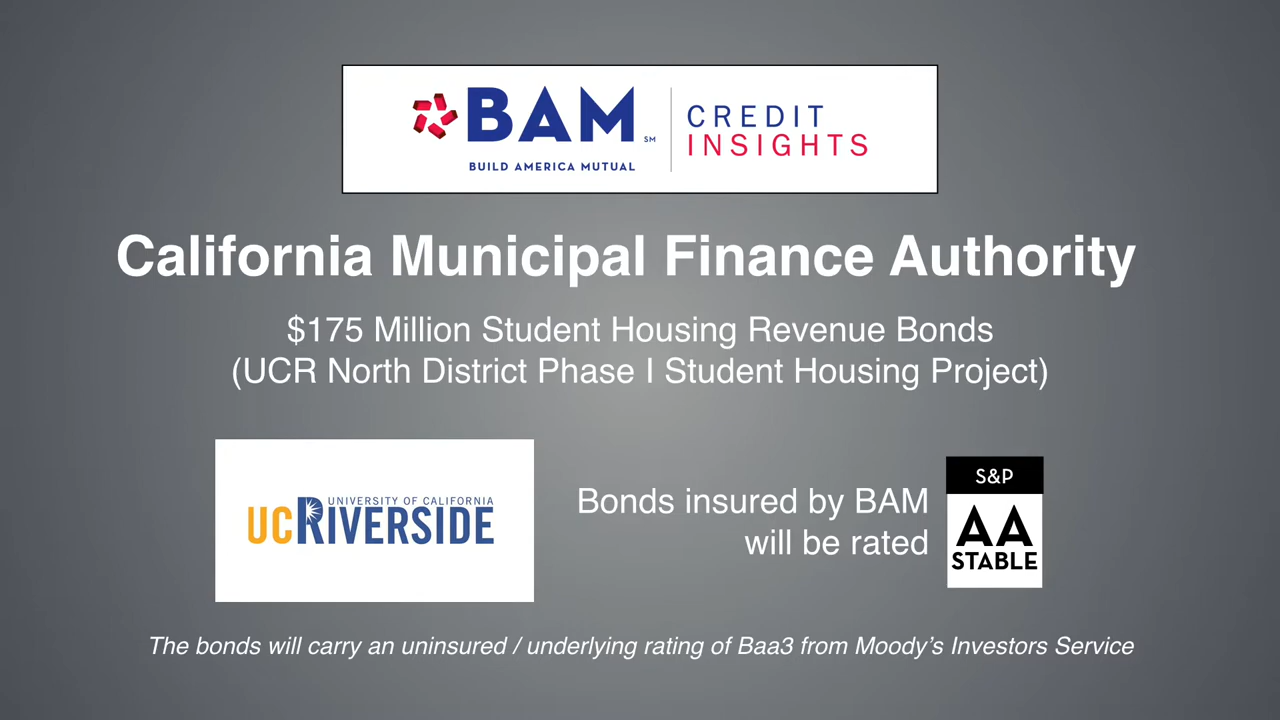 BAM SM
BUILD AMERICA MUTUAL
CREDIT
INSIGHTS
California Municipal Finance Authority
$175 Million Student Housing Revenue Bonds
(UCR North District Phase I Student Housing Project)
UNIVERSITY OF CALIFORNIA
UCRIVERSIDE
Bonds insured by BAM
will be rated
S&P
AA
STABLE
The bonds will carry an uninsured / underlying rating of Baa3 from Moody's Investors Service